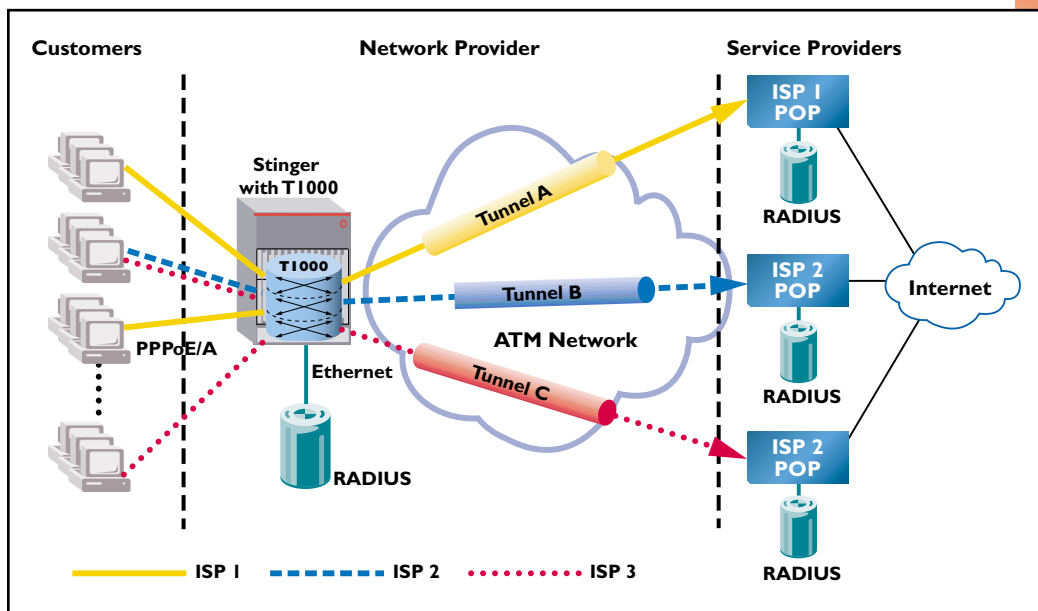 Customers
Network Provider
Service Providers
ISP 1
POP
RADIUS
Stinger
with T1000
T1000
Tunnel A
Tunnel B
ATM Network
Tunnel C
ISP 2
POP
RADIUS
Internet
PPPoE/A
Ethernet
RADIUS
ISP 2
POP
RADIUS
ISP 1
ISP 2
ISP 3